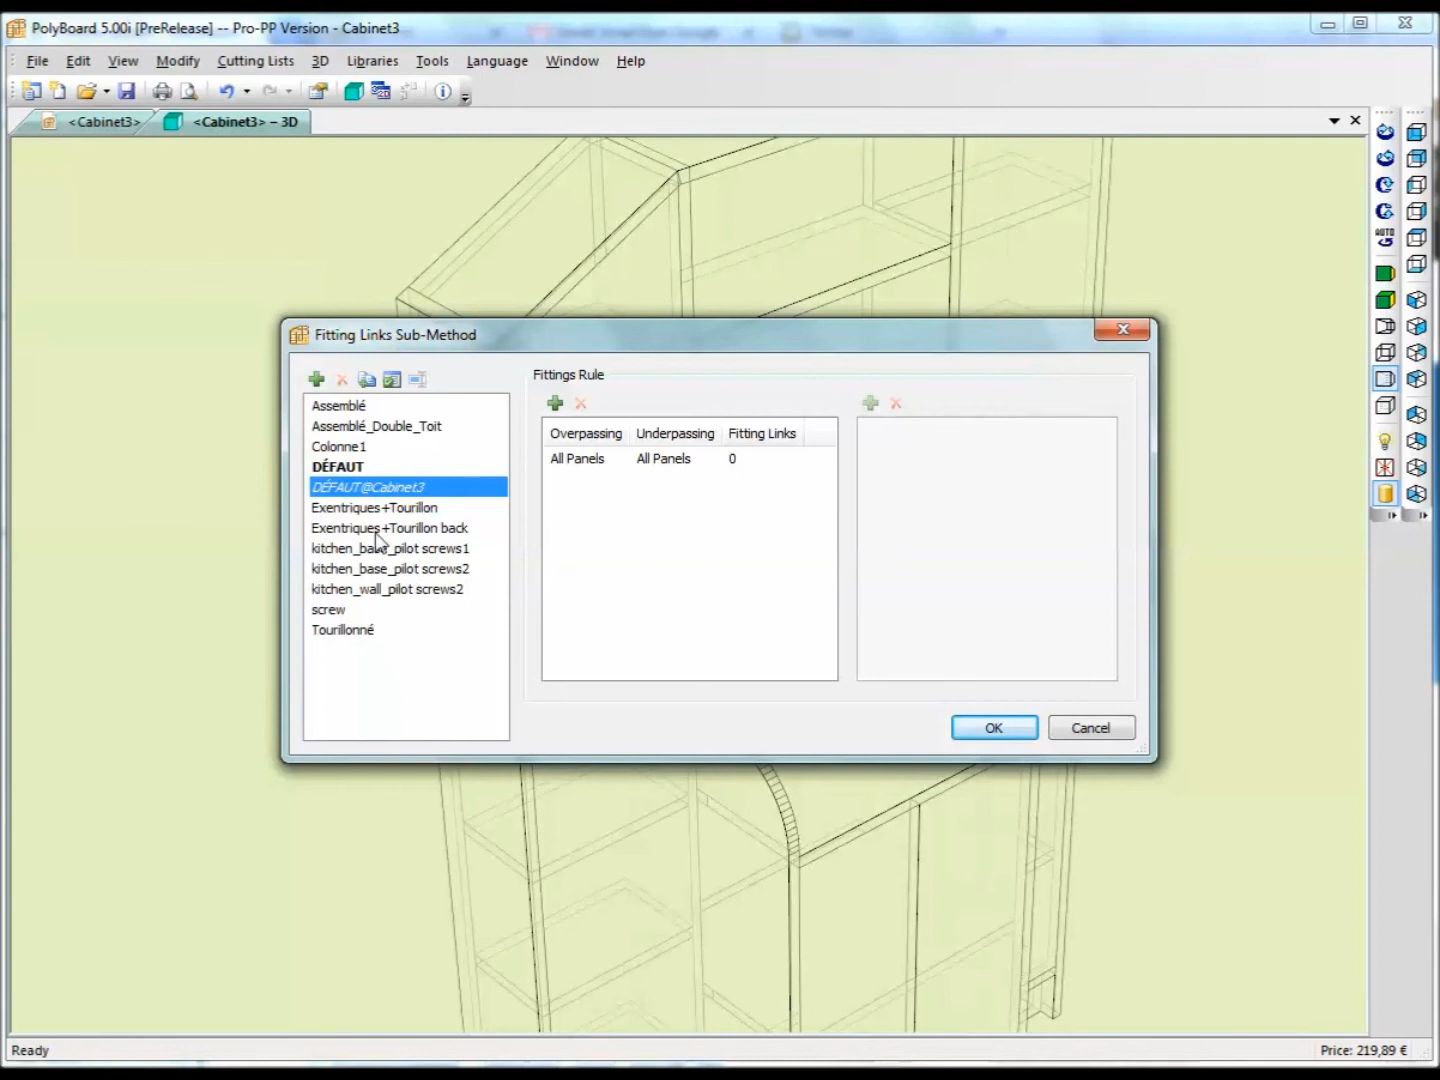 PolyBoard 5.00i [PreRelease] -- Pro-PP Version - Cabinet3
File Edit View Modify Cutting Lists 3D Libraries Tools Language Window Help
<Cabinet3> <Cabinet3> – 3D
AUTO
Fitting Links Sub-Method
Assemblé
Assemblé_Double_Toit
Colonne1
DÉFAUT
DÉFAUT@Cabinet3
Exentriques+Tourillon
Exentriques+Tourillon back
kitchen_base_pilot screws1
kitchen_base_pilot screws2
kitchen_wall_pilot screws2
screw
Tourillonné
Fittings Rule
Overpassing Underpassing Fitting Links
All Panels All Panels 0
OK Cancel
Ready Price: 219,89 €